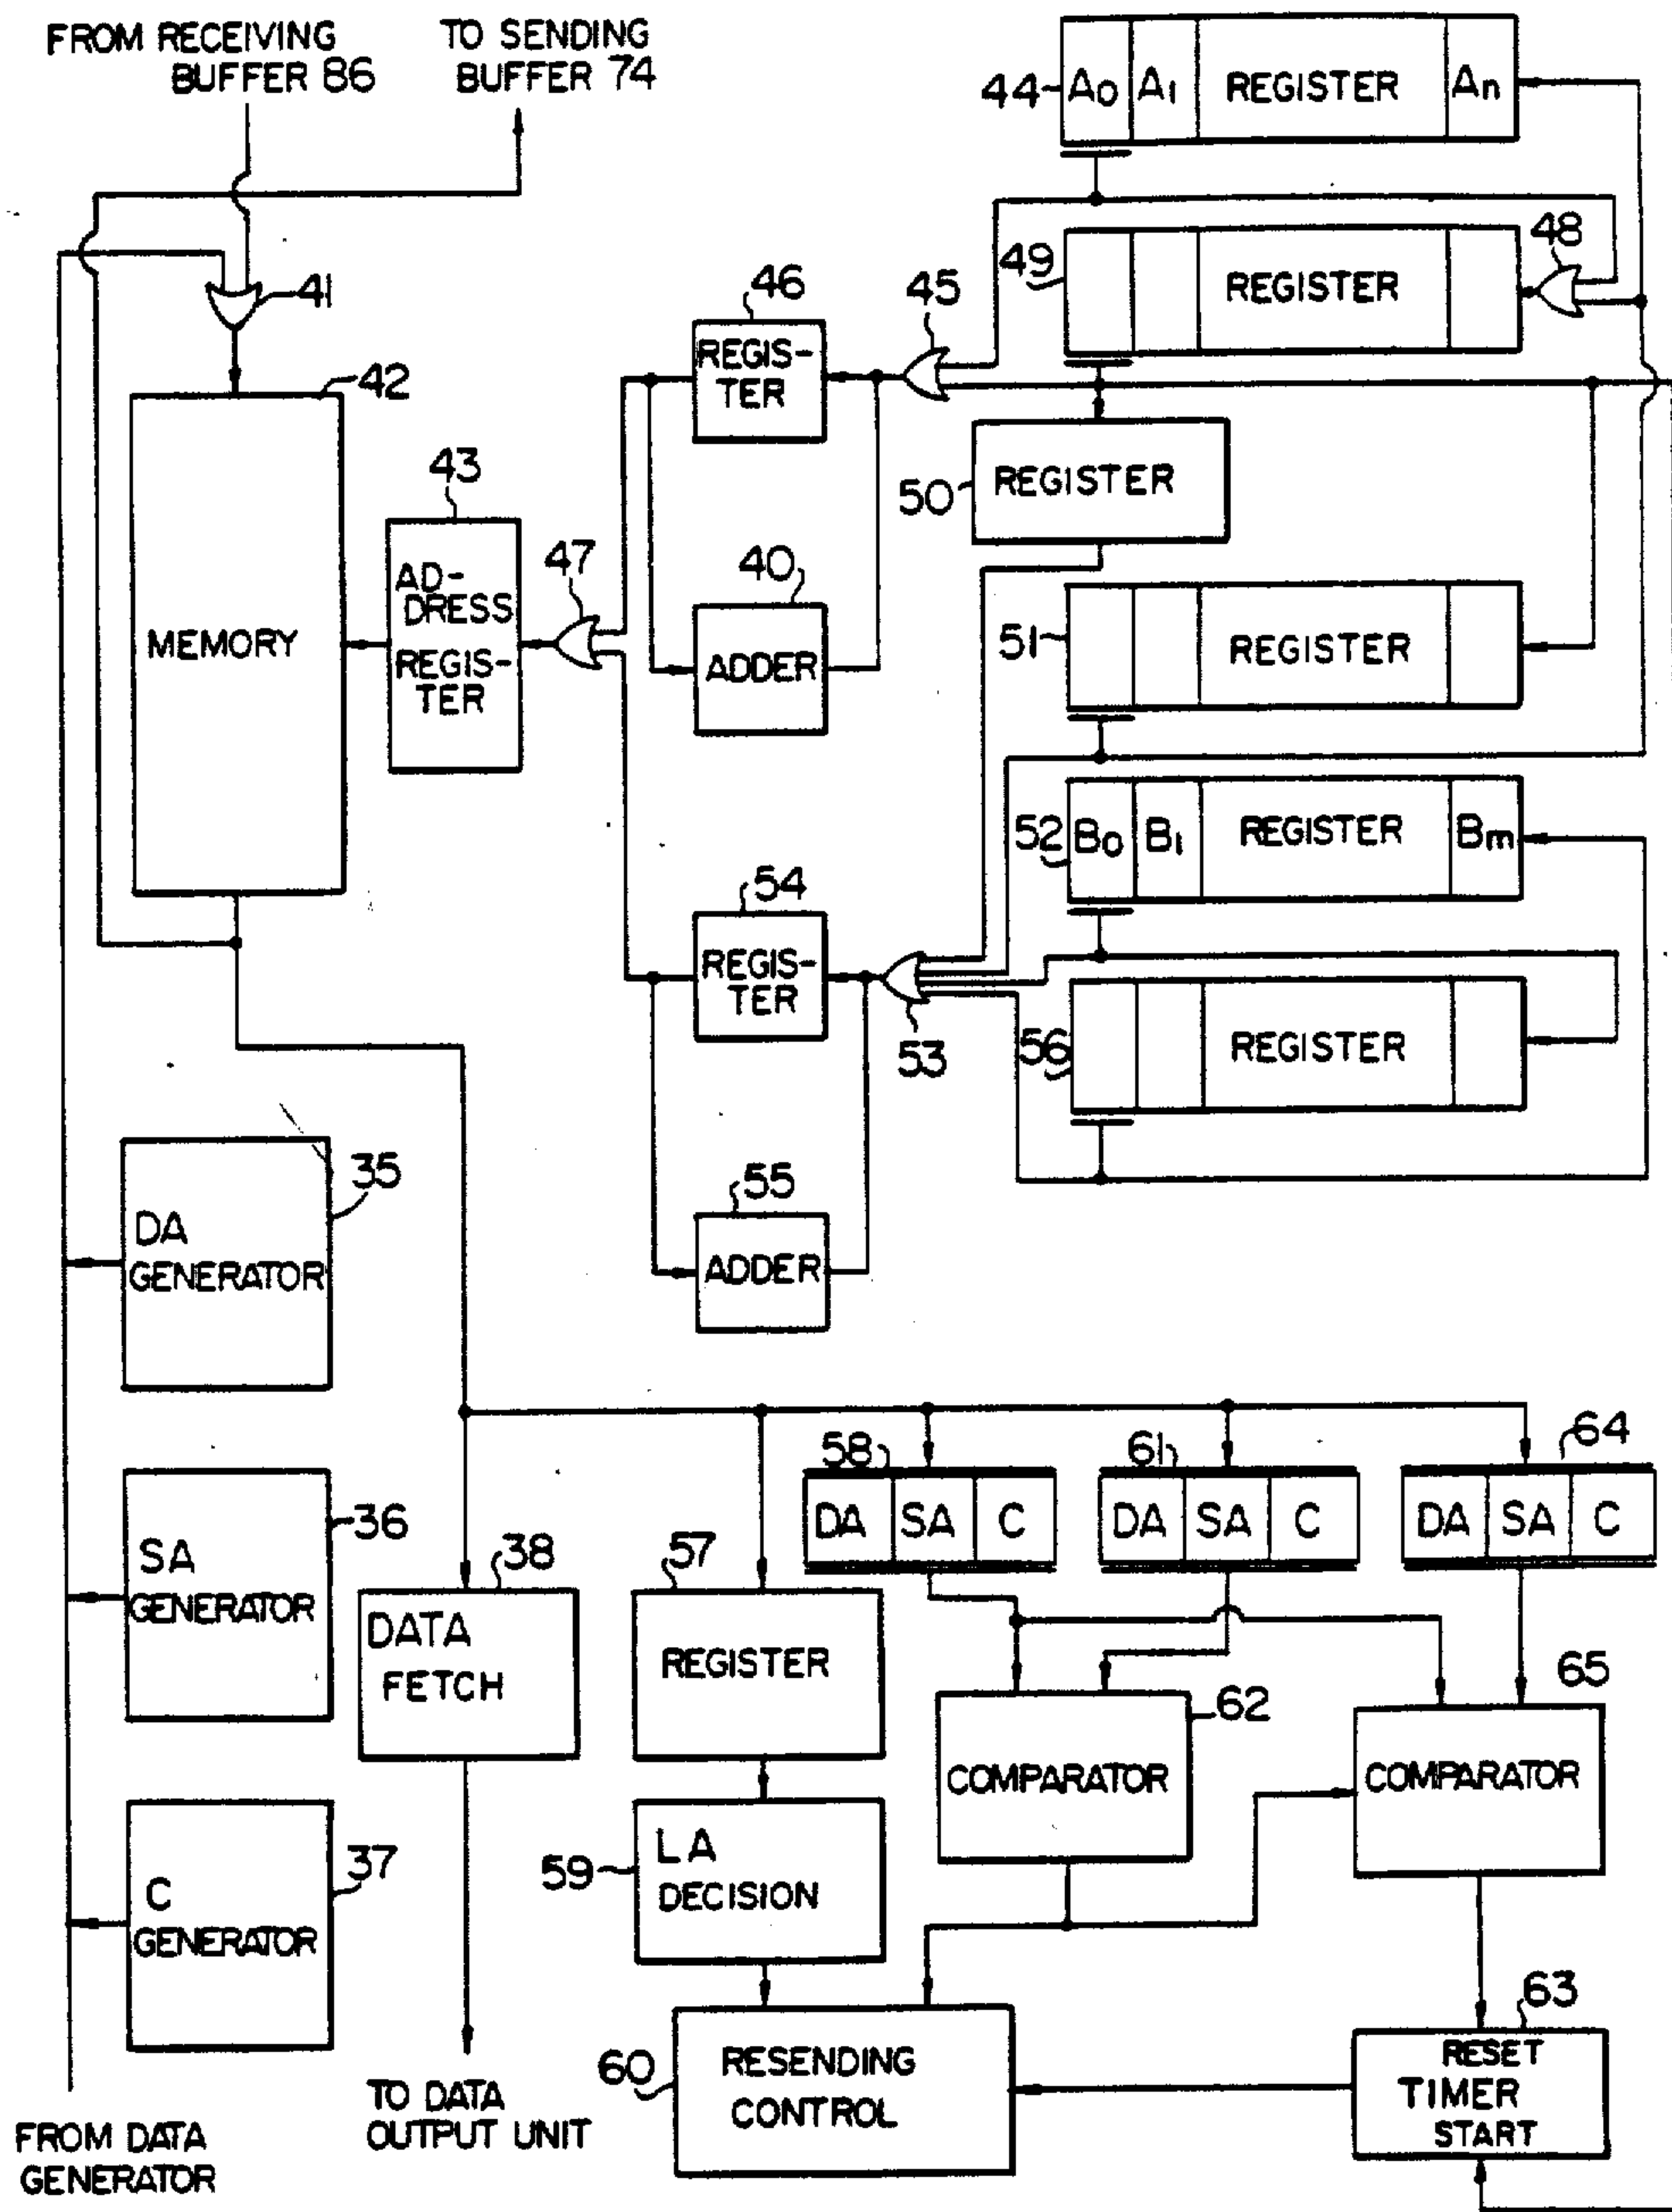 FROM RECEIVING
BUFFER 86
TO SENDING
BUFFER 74
44
A0
A1
REGISTER
An
49
REGISTER
48
41
46
45
REGIS-
TER
42
43
50
REGISTER
MEMORY
AD-
DRESS
REGIS-
TER
47
40
ADDER
51
REGISTER
52
B0
B1
REGISTER
Bm
54
REGIS-
TER
53
56
REGISTER
35
DA
GENERATOR
55
ADDER
58
DA
SA
C
61
DA
SA
C
64
DA
SA
C
36
SA
GENERATOR
38
DATA
FETCH
57
REGISTER
62
COMPARATOR
65
COMPARATOR
37
C
GENERATOR
59
LA
DECISION
60
RESENDING
CONTROL
63
RESET
TIMER
START
TO DATA
OUTPUT UNIT
FROM DATA
GENERATOR